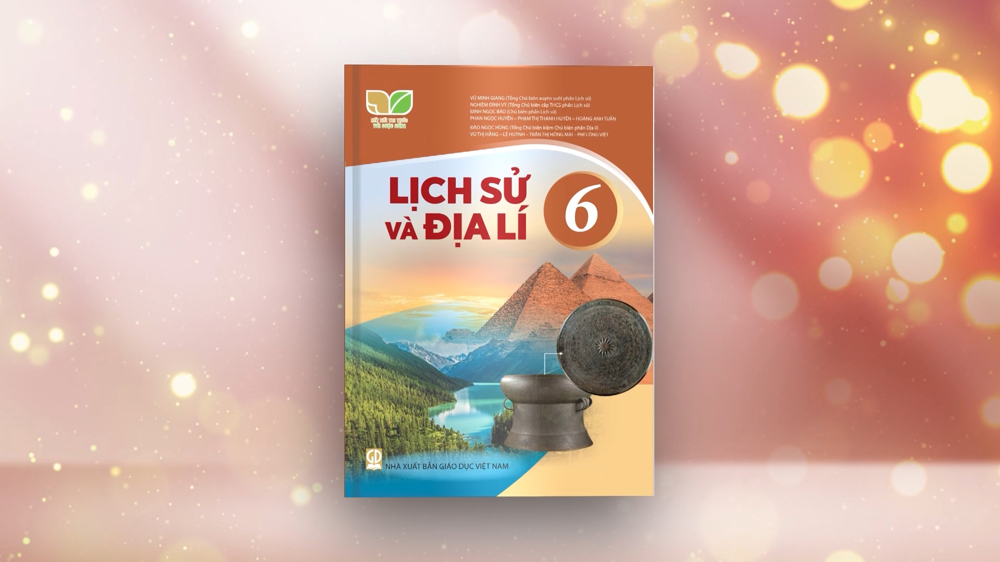 KẾT NỐI TRI THỨC
VỚI CUỘC SỐNG
VŨ MINH GIANG (Tổng Chủ biên xuyên suốt phần Lịch sử)
NGHIÊM ĐÌNH VỲ (Tổng Chủ biên cấp THCS phần Lịch sử)
ĐINH NGỌC BẢO (Chủ biên phần Lịch sử)
PHAN NGỌC HUYỀN – PHẠM THỊ THANH HUYỀN – HOÀNG ANH TUẤN
ĐÀO NGỌC HÙNG (Tổng Chủ biên kiêm Chủ biên phần Địa lí)
VŨ THỊ HẰNG – LÊ HUỲNH – TRẦN THỊ HỒNG MAI – PHÍ CÔNG VIỆT
LỊCH SỬ
VÀ ĐỊA LÍ
6
GD
NHÀ XUẤT BẢN GIÁO DỤC VIỆT NAM